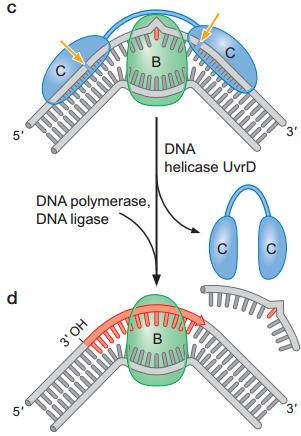 c
C
B
C
5′
3′
DNA
helicase UvrD
DNA polymerase,
DNA ligase
C
C
d
3′ OH
B
5′
3′